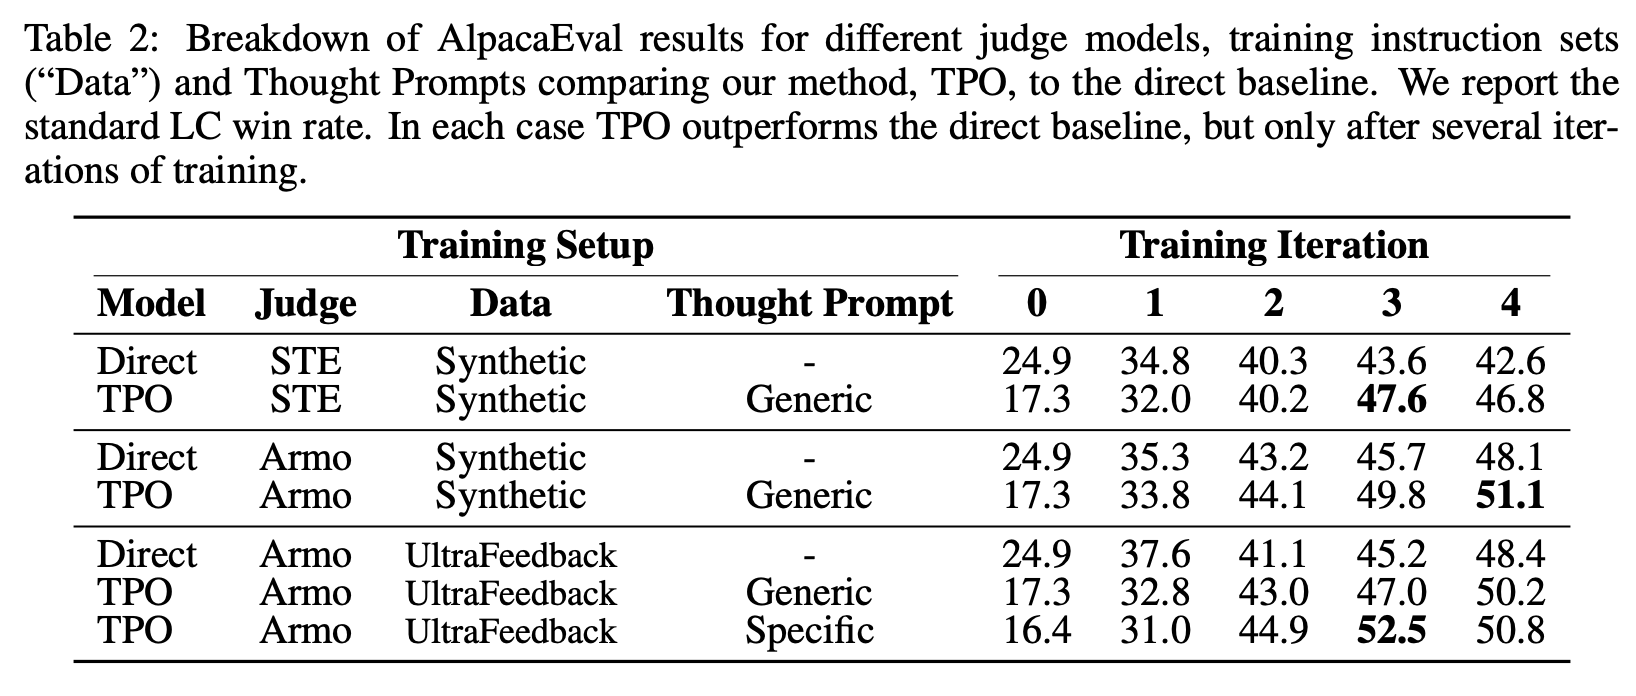 Table 2: Breakdown of AlpacaEval results for different judge models, training instruction sets
(“Data”) and Thought Prompts comparing our method, TPO, to the direct baseline. We report the
standard LC win rate. In each case TPO outperforms the direct baseline, but only after several iter-
ations of training.
Training Setup Training Iteration
Model Judge Data Thought Prompt 0 1 2 3 4
Direct STE Synthetic - 24.9 34.8 40.3 43.6 42.6
TPO STE Synthetic Generic 17.3 32.0 40.2 47.6 46.8
Direct Armo Synthetic - 24.9 35.3 43.2 45.7 48.1
TPO Armo Synthetic Generic 17.3 33.8 44.1 49.8 51.1
Direct Armo UltraFeedback - 24.9 37.6 41.1 45.2 48.4
TPO Armo UltraFeedback Generic 17.3 32.8 43.0 47.0 50.2
TPO Armo UltraFeedback Specific 16.4 31.0 44.9 52.5 50.8